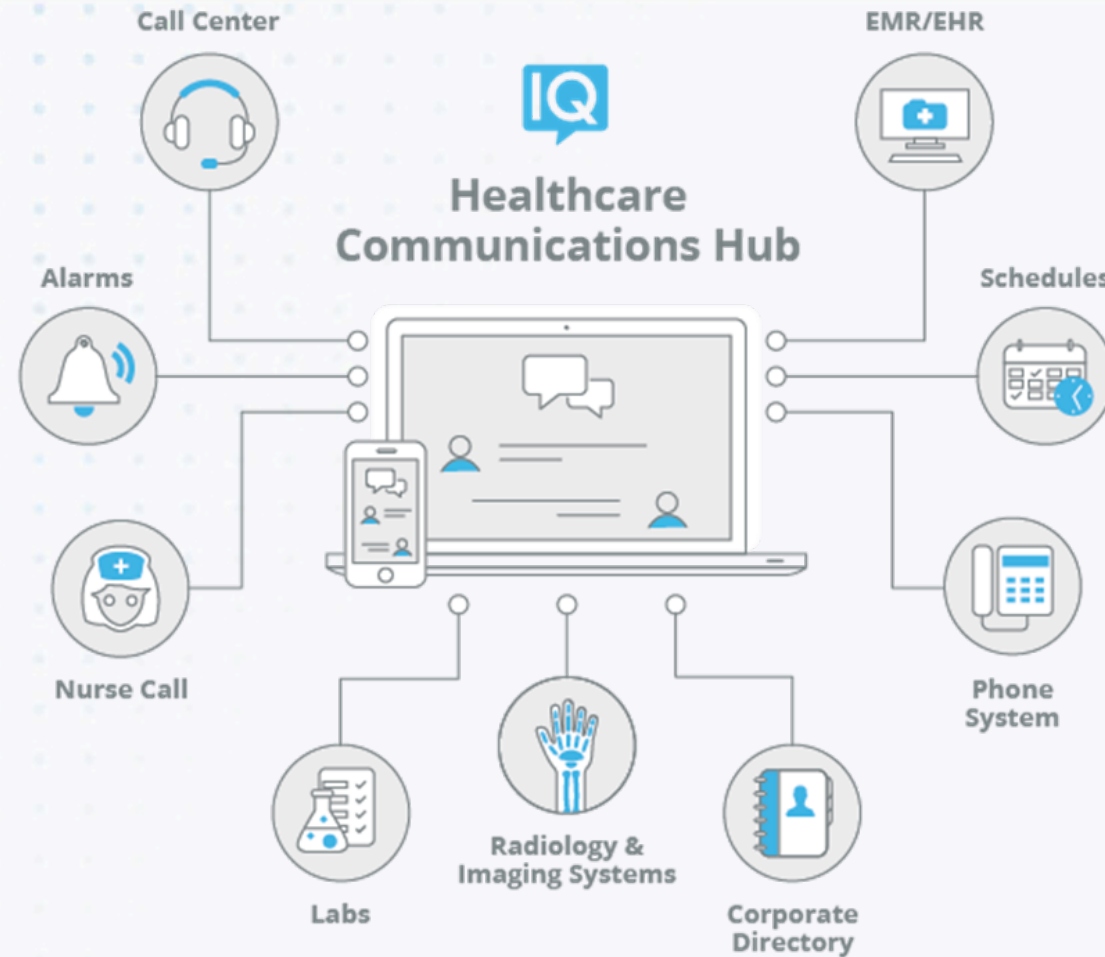 Call Center
EMR/EHR
IQ
Healthcare
Communications Hub
Alarms
Schedules
Nurse Call
Phone
System
Radiology &
Imaging Systems
Labs
Corporate
Directory